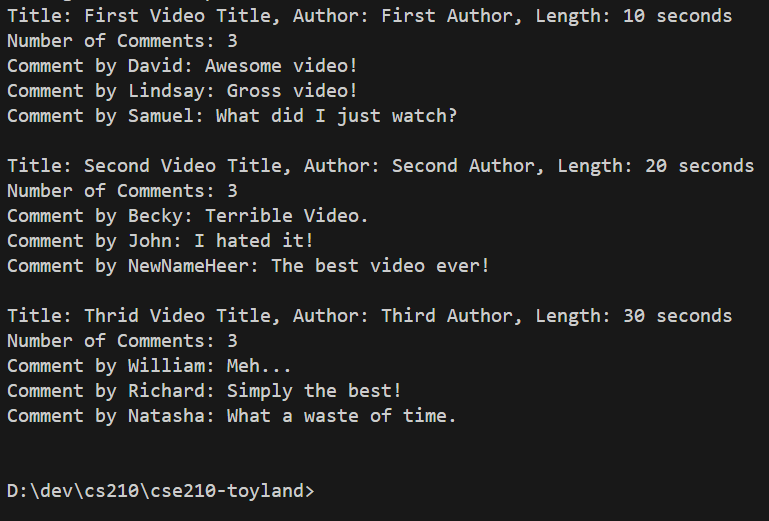 Title: First Video Title, Author: First Author, Length: 10 seconds
Number of Comments: 3
Comment by David: Awesome video!
Comment by Lindsay: Gross video!
Comment by Samuel: What did I just watch?
Title: Second Video Title, Author: Second Author, Length: 20 seconds
Number of Comments: 3
Comment by Becky: Terrible Video.
Comment by John: I hated it!
Comment by NewNameHeer: The best video ever!
Title: Thrid Video Title, Author: Third Author, Length: 30 seconds
Number of Comments: 3
Comment by William: Meh...
Comment by Richard: Simply the best!
Comment by Natasha: What a waste of time.
D:\dev\cs210\cse210-toyland>